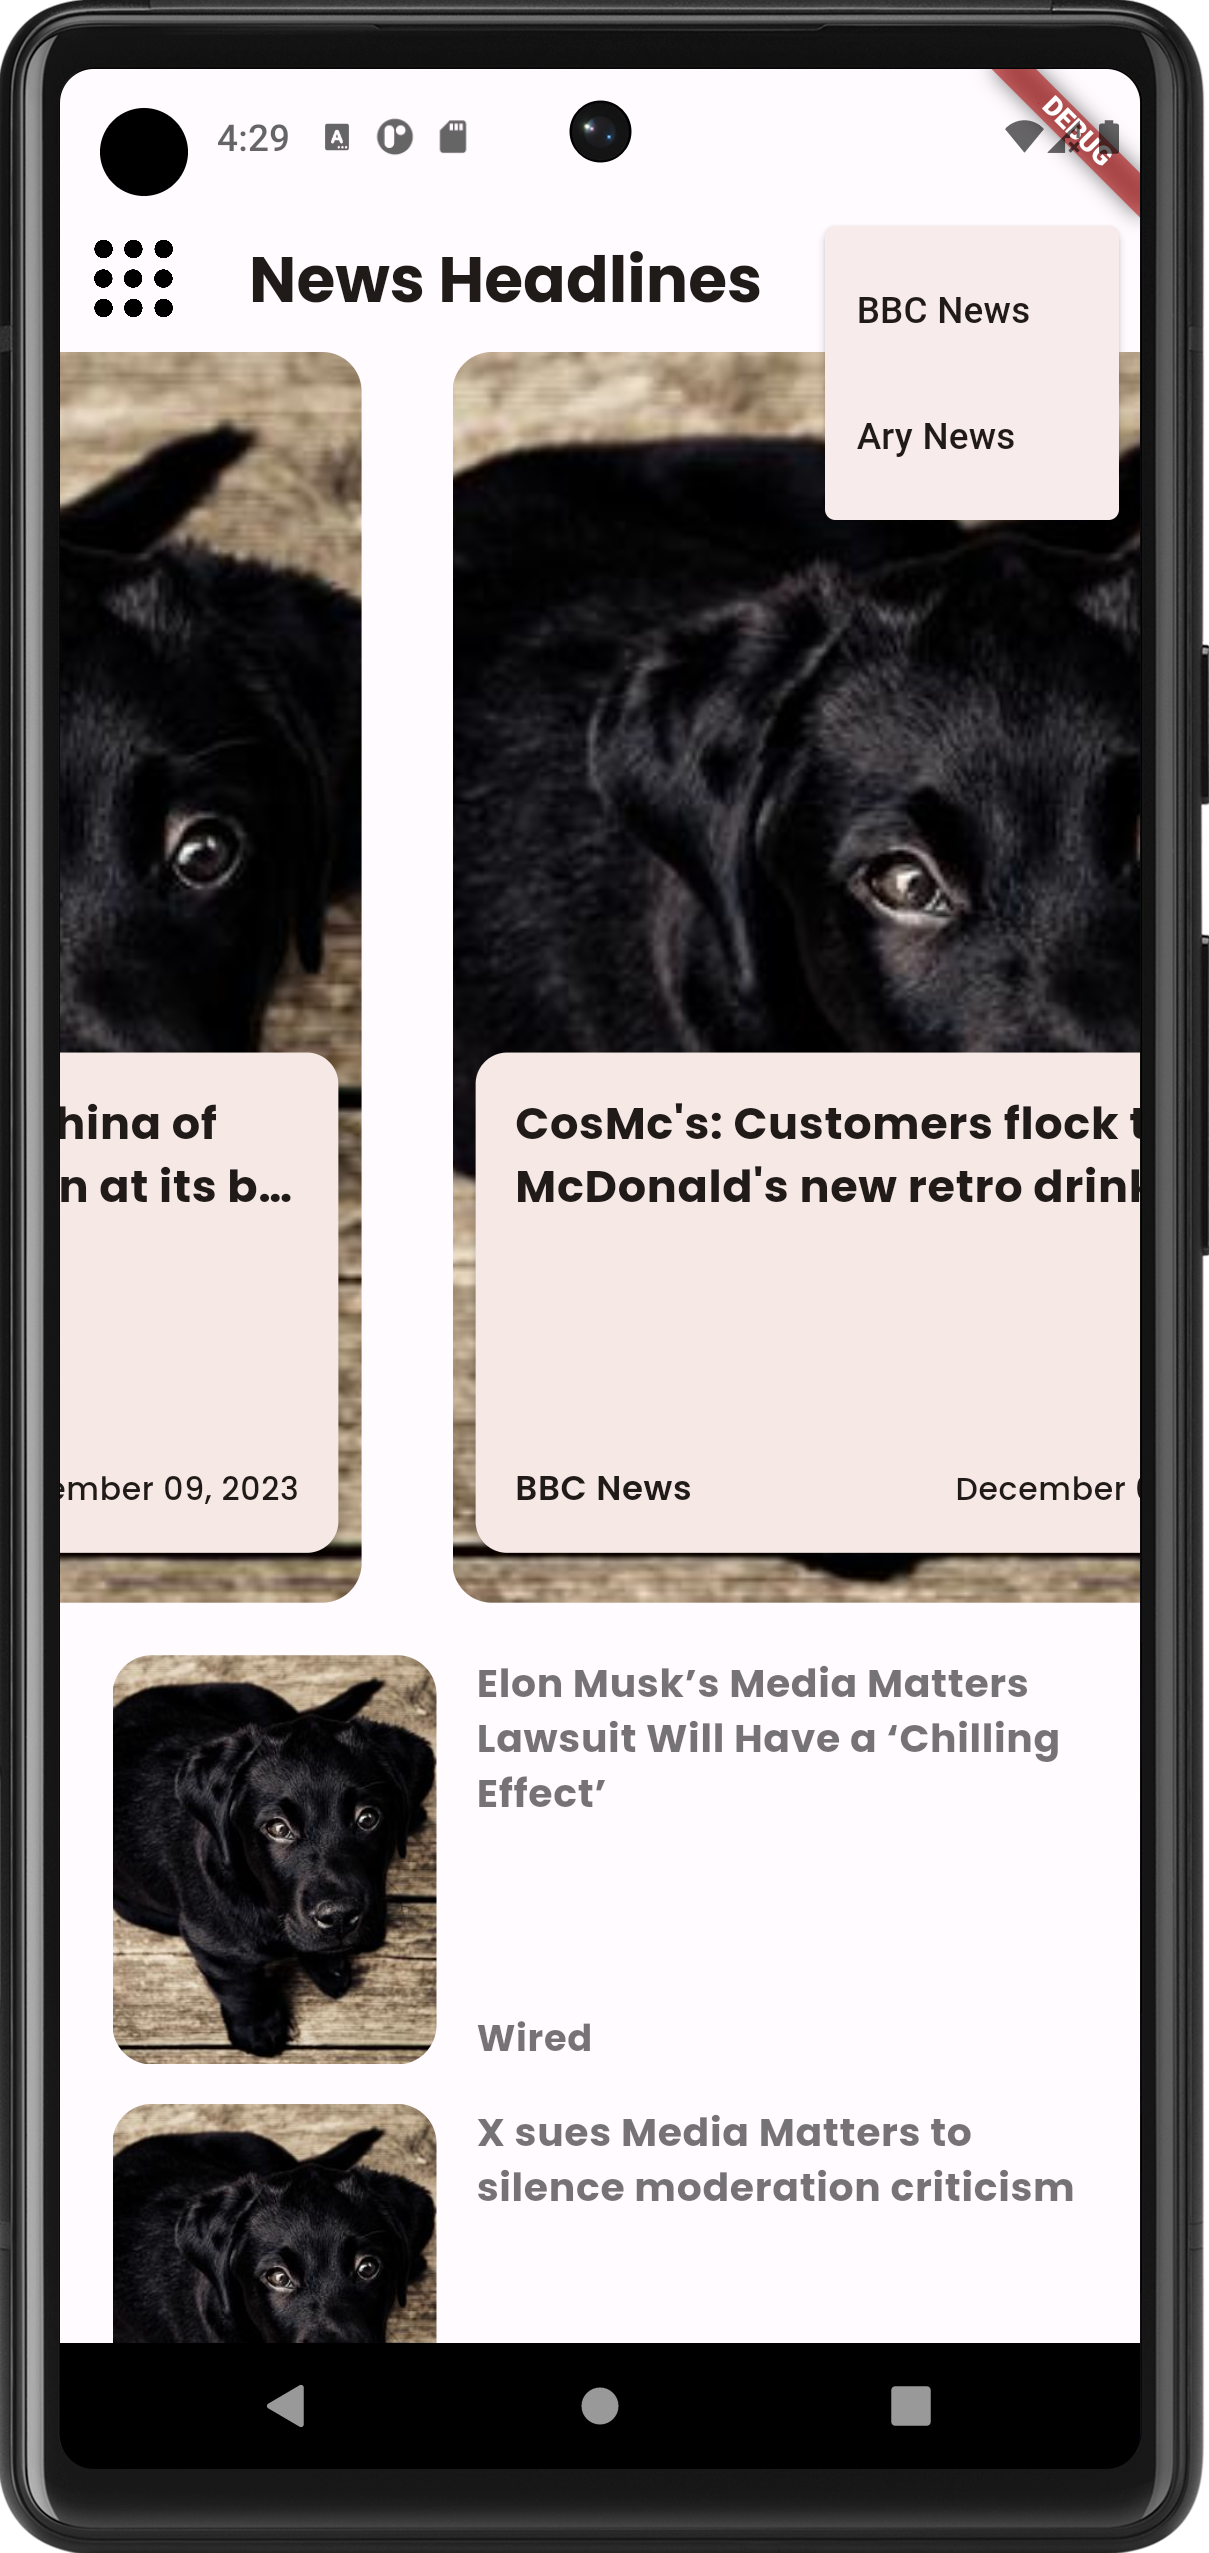 4:29
DEBUG
News Headlines
BBC News
Ary News
hina of
n at its b...
ember 09, 2023
CosMc's: Customers flock
McDonald's new retro drink
BBC News
December
Elon Musk’s Media Matters
Lawsuit Will Have a ‘Chilling
Effect’
Wired
X sues Media Matters to
silence moderation criticism